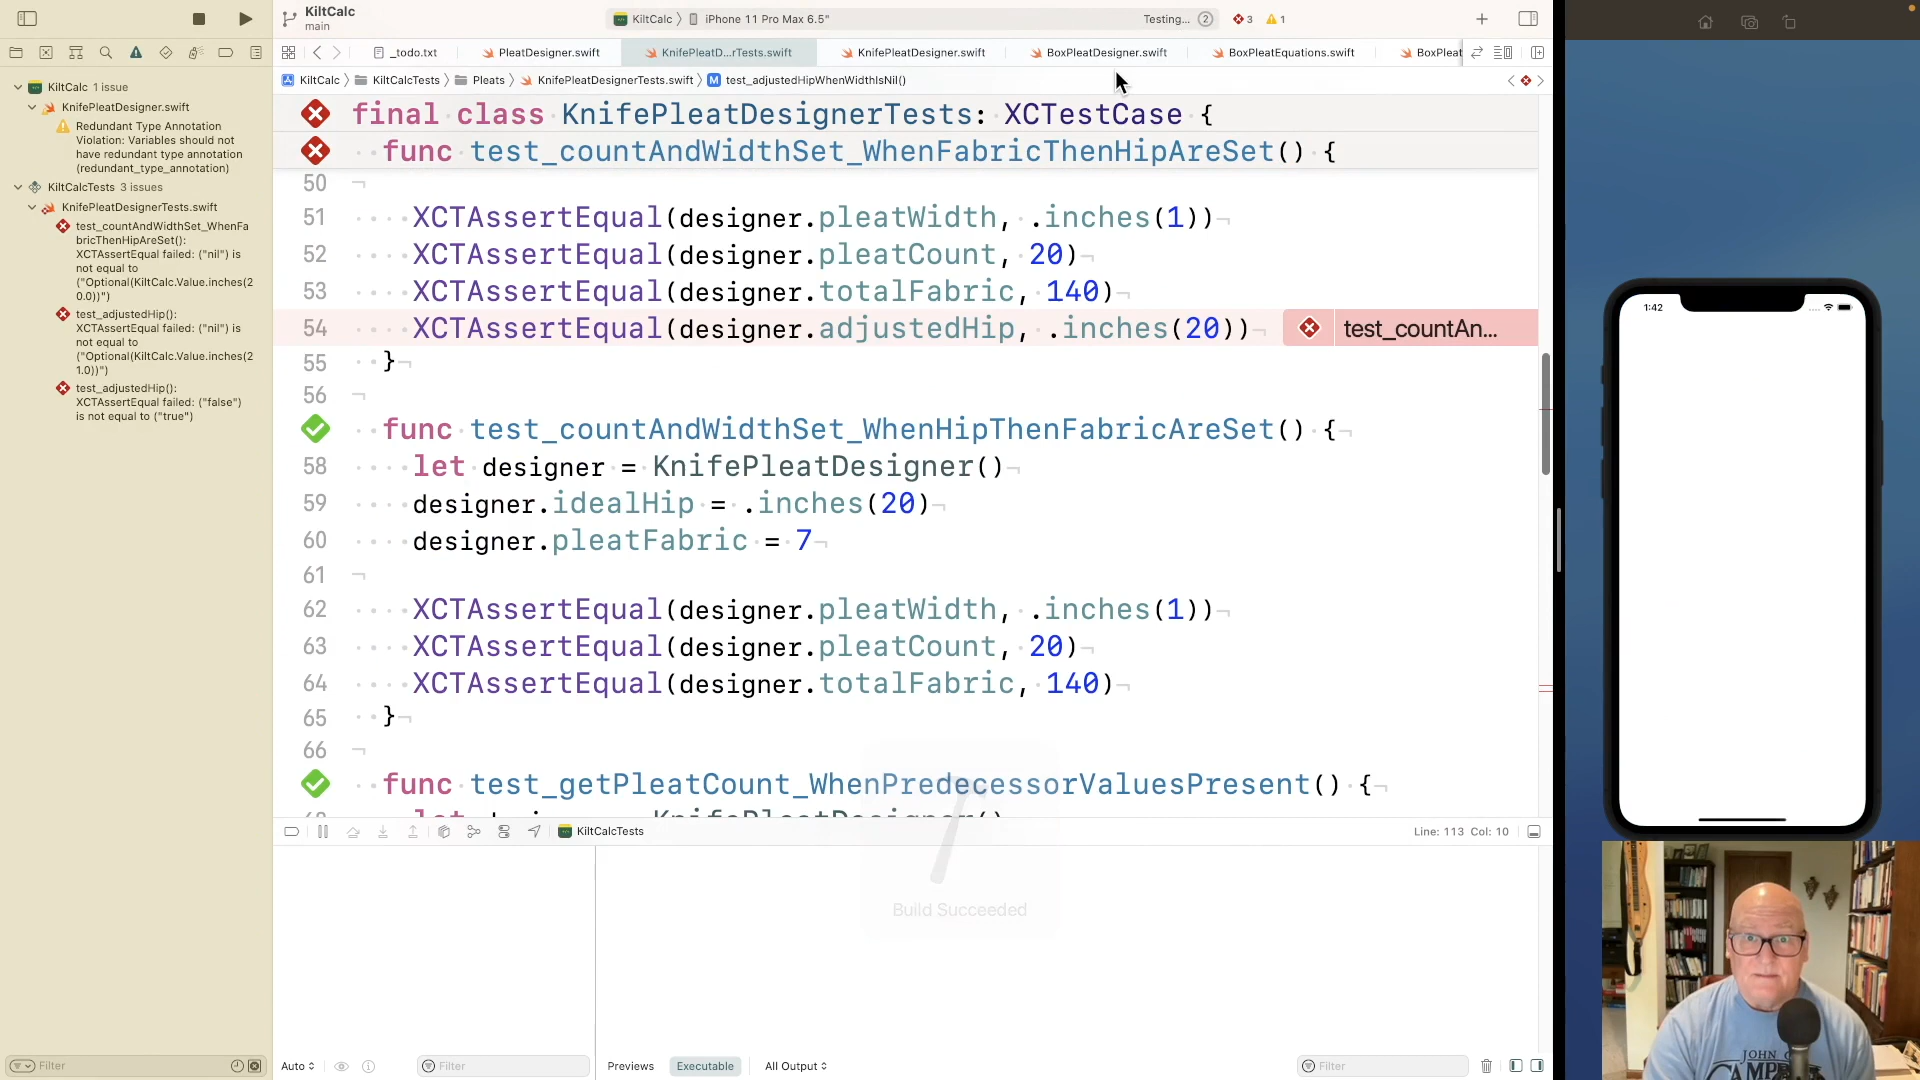 KiltCalc
main
KiltCalc
iPhone 11 Pro Max 6.5"
Testing...
2
3
1
_todo.txt
PleatDesigner.swift
KnifePleatD...rTests.swift
KnifePleatDesigner.swift
BoxPleatDesigner.swift
BoxPleatEquations.swift
BoxPleat
KiltCalc
KiltCalcTests
Pleats
KnifePleatDesignerTests.swift
M test_adjustedHipWhenWidthIsNil()
KiltCalc 1 issue
KnifePleatDesigner.swift
Redundant Type Annotation
Violation: Variables should not
have redundant type annotation
(redundant_type_annotation)
KiltCalcTests 3 issues
KnifePleatDesignerTests.swift
test_countAndWidthSet_WhenFa
bricThenHipAreSet():
XCTAssertEqual failed: ("nil") is
not equal to
("Optional(KiltCalc.Value.inches(2
0.0))")
test_adjustedHip():
XCTAssertEqual failed: ("nil") is
not equal to
("Optional(KiltCalc.Value.inches(2
1.0))")
test_adjustedHip():
XCTAssertEqual failed: ("false")
is not equal to ("true")
final class KnifePleatDesignerTests: XCTestCase {
func test_countAndWidthSet_WhenFabricThenHipAreSet() {
50
51 XCTAssertEqual(designer.pleatWidth, .inches(1))
52 XCTAssertEqual(designer.pleatCount, 20)
53 XCTAssertEqual(designer.totalFabric, 140)
54 XCTAssertEqual(designer.adjustedHip, .inches(20))
test_countAn...
55 }
56
func test_countAndWidthSet_WhenHipThenFabricAreSet() {
58 let designer = KnifePleatDesigner()
59 designer.idealHip = .inches(20)
60 designer.pleatFabric = 7
61
62 XCTAssertEqual(designer.pleatWidth, .inches(1))
63 XCTAssertEqual(designer.pleatCount, 20)
64 XCTAssertEqual(designer.totalFabric, 140)
65 }
66
func test_getPleatCount_WhenPredecessorValuesPresent() {
KiltCalcTests
Line: 113 Col: 10
Build Succeeded
1:42
JOHN
CAMP
Filter
Auto
Filter
Previews
Executable
All Output
Filter